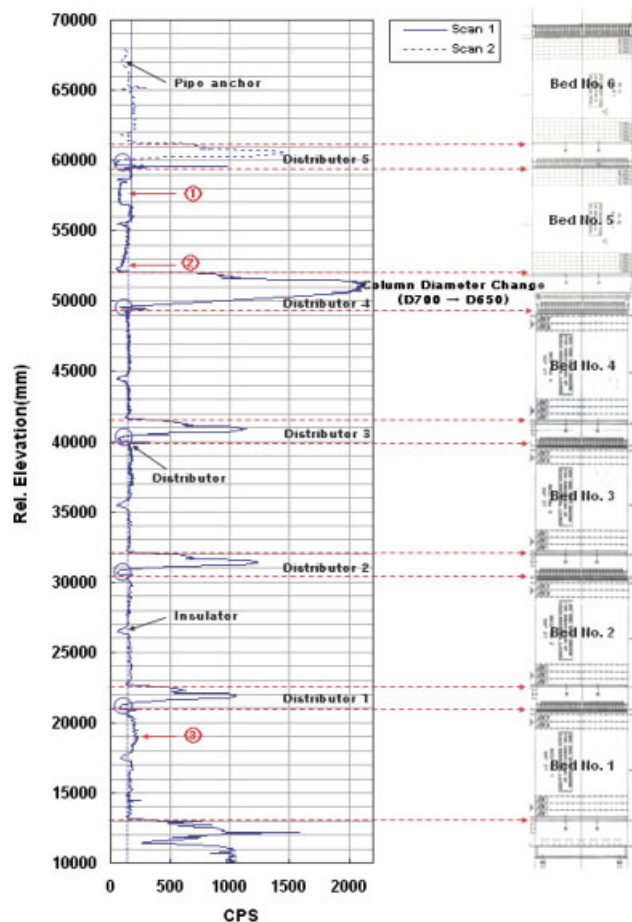 70000
65000
60000
55000
50000
45000
40000
35000
30000
25000
20000
15000
10000
Rel. Elevation(mm)
0
500
1000
1500
2000
CPS
Scan 1
Scan 2
Pipe anchor
Distributor 5
①
②
Column Diameter Change
(D700 → D650)
Distributor 4
Distributor 3
Distributor
Distributor 2
Insulator
Distributor 1
③
Bed No. 6
Bed No. 5
Bed No. 4
Bed No. 3
Bed No. 2
Bed No. 1